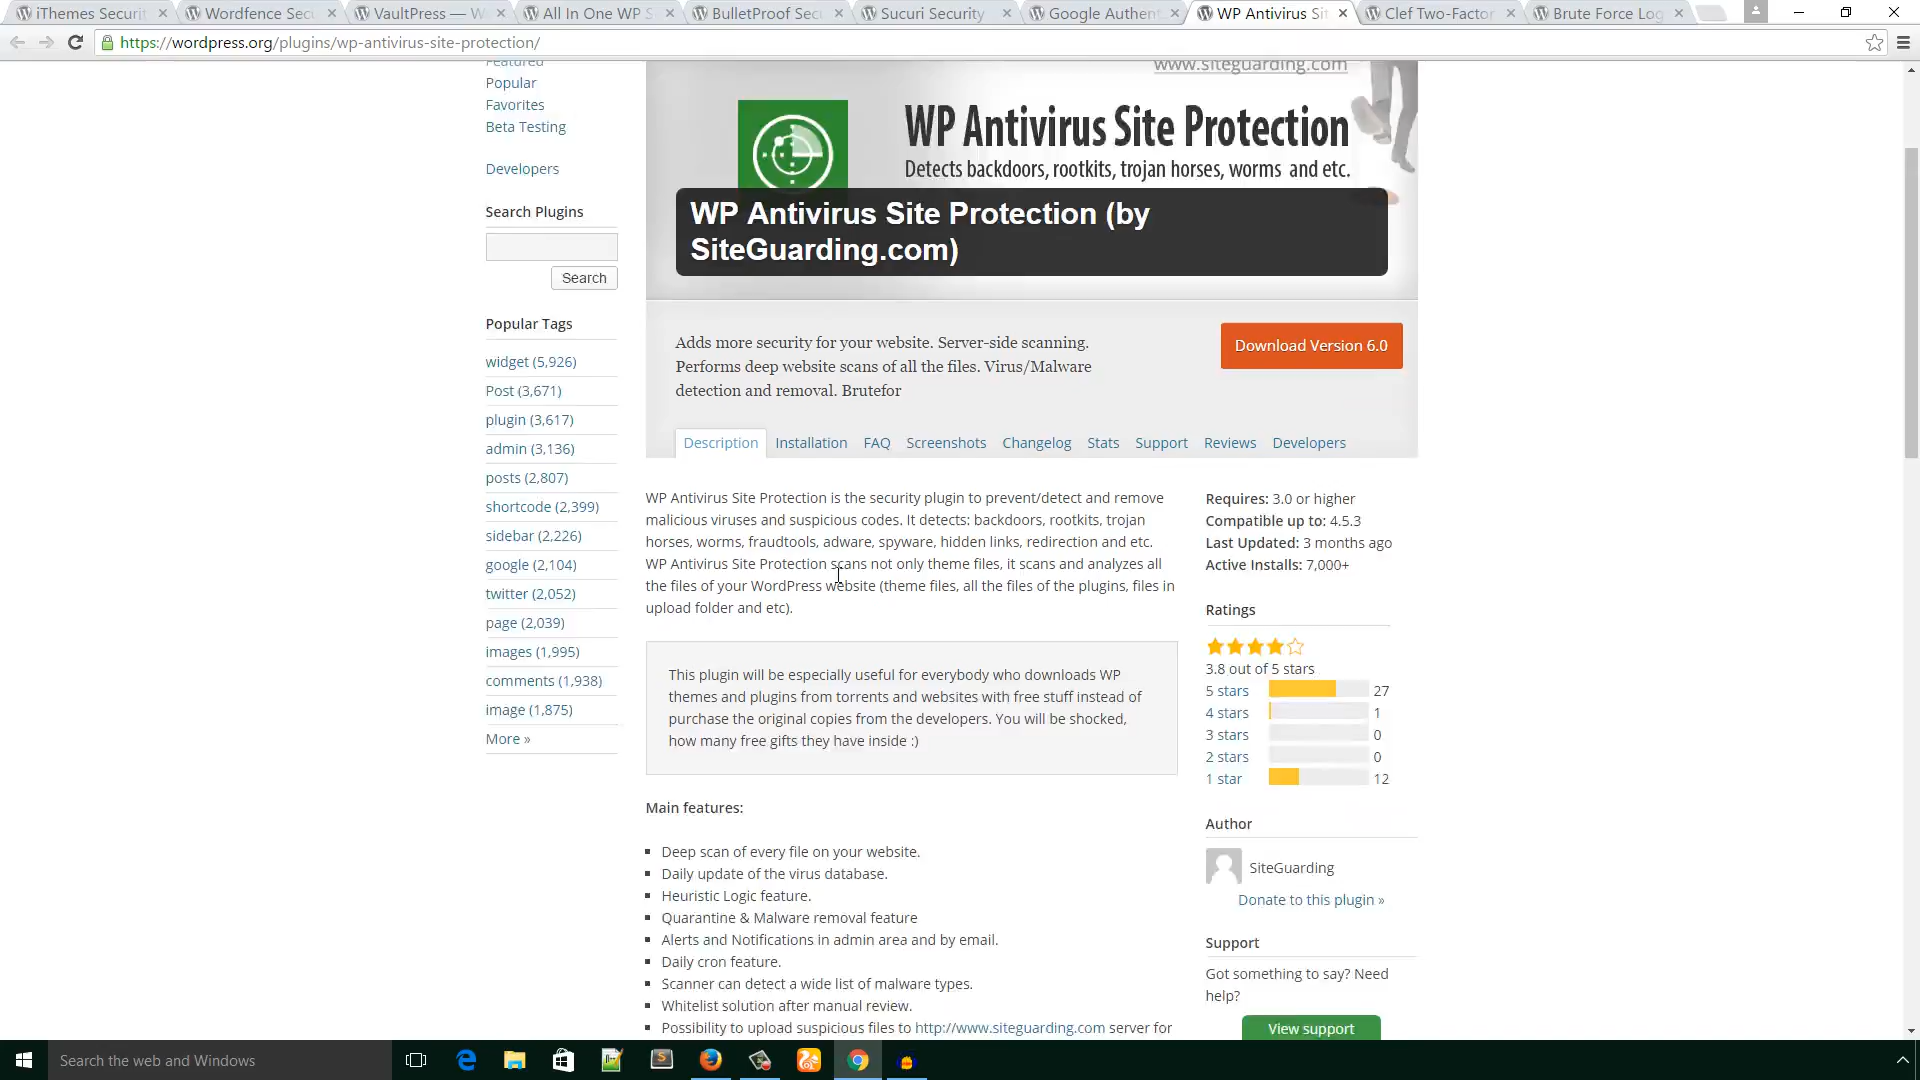 iThemes Securit
Wordfence Secu
VaultPress — W
All In One WP S
BulletProof Secu
Sucuri Security
Google Authent
WP Antivirus Sit
Clef Two-Factor
Brute Force Log
https://wordpress.org/plugins/wp-antivirus-site-protection/
Featured
Popular
Favorites
Beta Testing
Developers
Search Plugins
Search
Popular Tags
widget (5,926)
Post (3,671)
plugin (3,617)
admin (3,136)
posts (2,807)
shortcode (2,399)
sidebar (2,226)
google (2,104)
twitter (2,052)
page (2,039)
images (1,995)
comments (1,938)
image (1,875)
More »
www.siteguarding.com
WP Antivirus Site Protection
Detects backdoors, rootkits, trojan horses, worms and etc.
WP Antivirus Site Protection (by
SiteGuarding.com)
Adds more security for your website. Server-side scanning.
Performs deep website scans of all the files. Virus/Malware
detection and removal. Brutefor
Download Version 6.0
Description Installation FAQ Screenshots Changelog Stats Support Reviews Developers
WP Antivirus Site Protection is the security plugin to prevent/detect and remove
malicious viruses and suspicious codes. It detects: backdoors, rootkits, trojan
horses, worms, fraudtools, adware, spyware, hidden links, redirection and etc.
WP Antivirus Site Protection scans not only theme files, it scans and analyzes all
the files of your WordPress website (theme files, all the files of the plugins, files in
upload folder and etc).
This plugin will be especially useful for everybody who downloads WP
themes and plugins from torrents and websites with free stuff instead of
purchase the original copies from the developers. You will be shocked,
how many free gifts they have inside :)
Main features:
Deep scan of every file on your website.
Daily update of the virus database.
Heuristic Logic feature.
Quarantine & Malware removal feature
Alerts and Notifications in admin area and by email.
Daily cron feature.
Scanner can detect a wide list of malware types.
Whitelist solution after manual review.
Possibility to upload suspicious files to http://www.siteguarding.com server for
Requires: 3.0 or higher
Compatible up to: 4.5.3
Last Updated: 3 months ago
Active Installs: 7,000+
Ratings
3.8 out of 5 stars
5 stars 27
4 stars 1
3 stars 0
2 stars 0
1 star 12
Author
SiteGuarding
Donate to this plugin »
Support
Got something to say? Need
help?
View support
Search the web and Windows